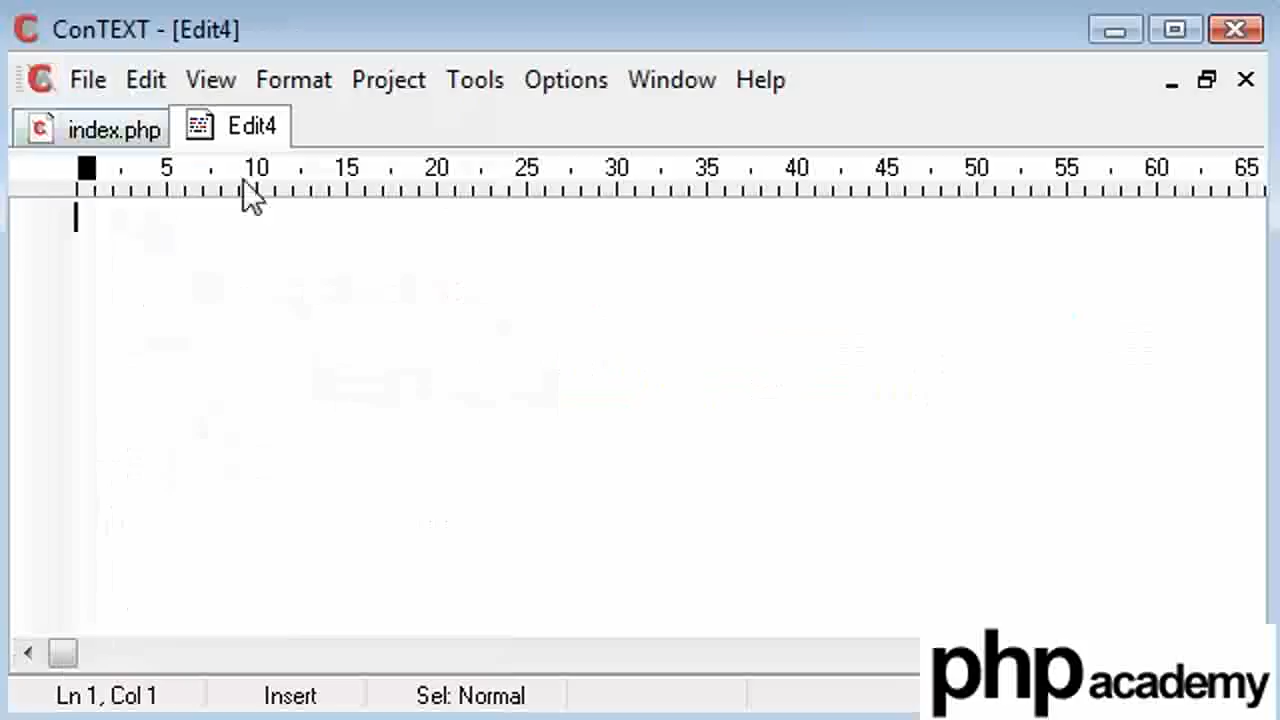 ConTEXT - [Edit4]
File Edit View Format Project Tools Options Window Help
index.php Edit4
5 10 15 20 25 30 35 40 45 50 55 60 65
Ln 1, Col 1 Insert Sel: Normal
php academy